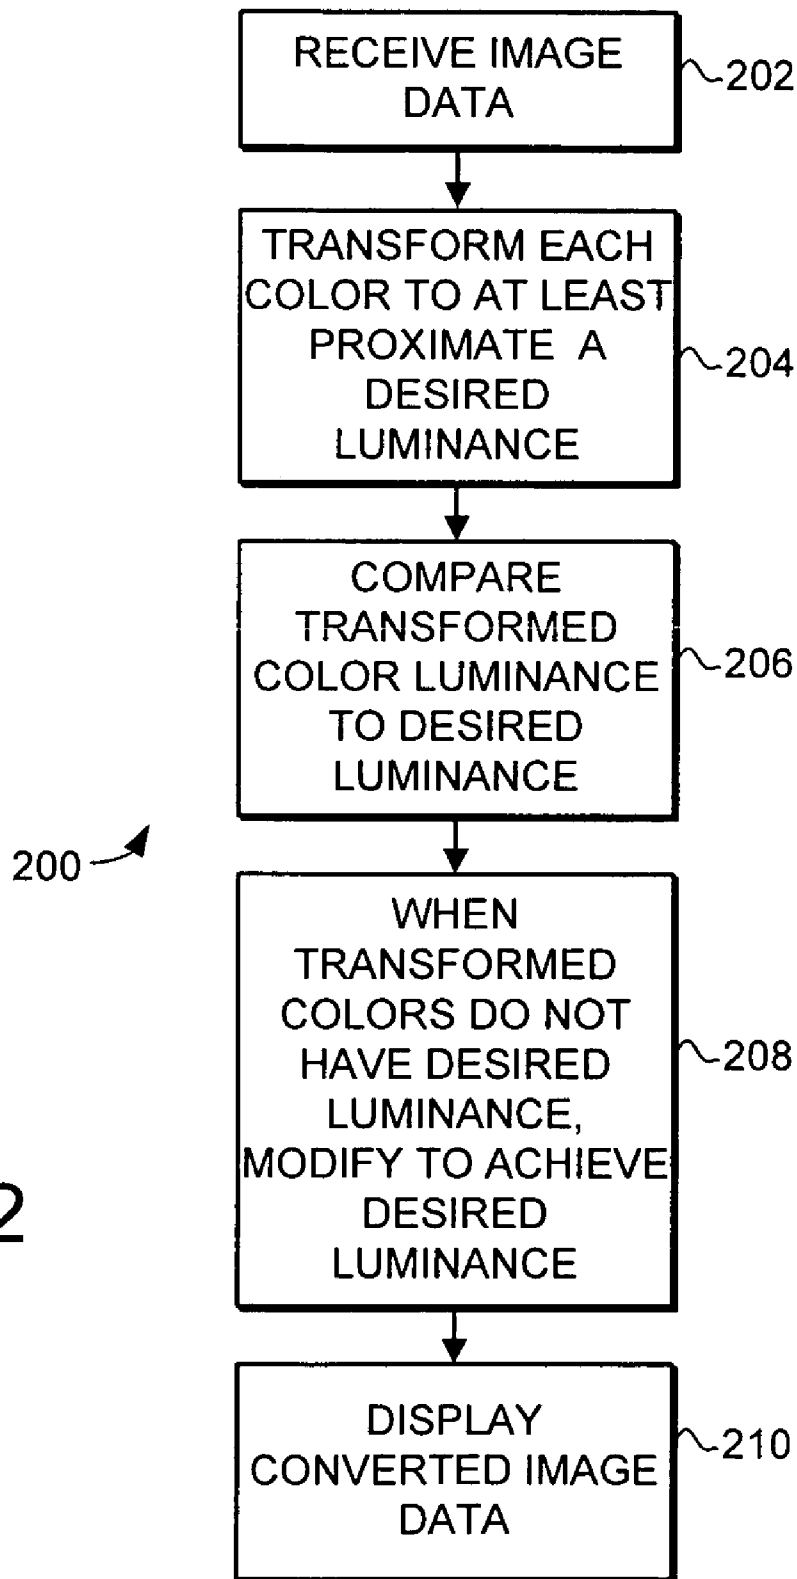 RECEIVE IMAGE
DATA
202
TRANSFORM EACH
COLOR TO AT LEAST
PROXIMATE A
DESIRED
LUMINANCE
204
COMPARE
TRANSFORMED
COLOR LUMINANCE
TO DESIRED
LUMINANCE
206
200
WHEN
TRANSFORMED
COLORS DO NOT
HAVE DESIRED
LUMINANCE,
MODIFY TO ACHIEVE
DESIRED
LUMINANCE
208
2
DISPLAY
CONVERTED IMAGE
DATA
210